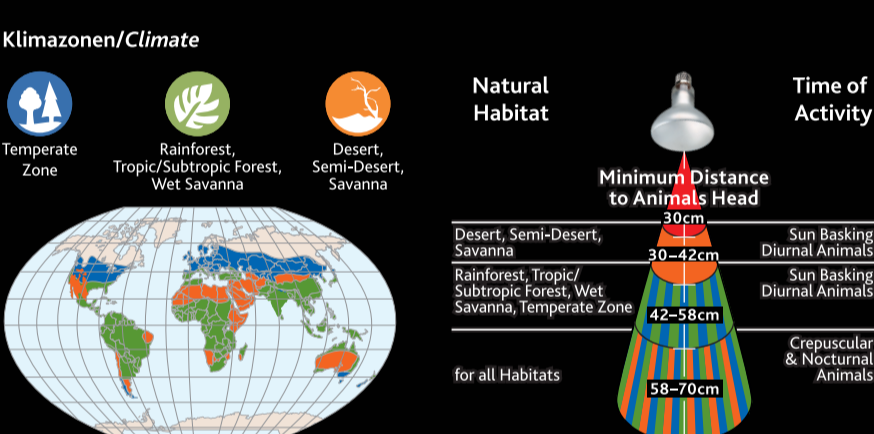 Klimazonen/Climate
Temperate
Zone
Rainforest,
Tropic/Subtropic Forest,
Wet Savanna
Desert,
Semi-Desert,
Savanna
Natural
Habitat
Time of
Activity
Minimum Distance
to Animals Head
30cm
Desert, Semi-Desert,
Savanna
30–42cm
Sun Basking
Diurnal Animals
Rainforest, Tropic/
Subtropic Forest, Wet
Savanna, Temperate Zone
42–58cm
Sun Basking
Diurnal Animals
for all Habitats
58–70cm
Crepuscular
& Nocturnal
Animals